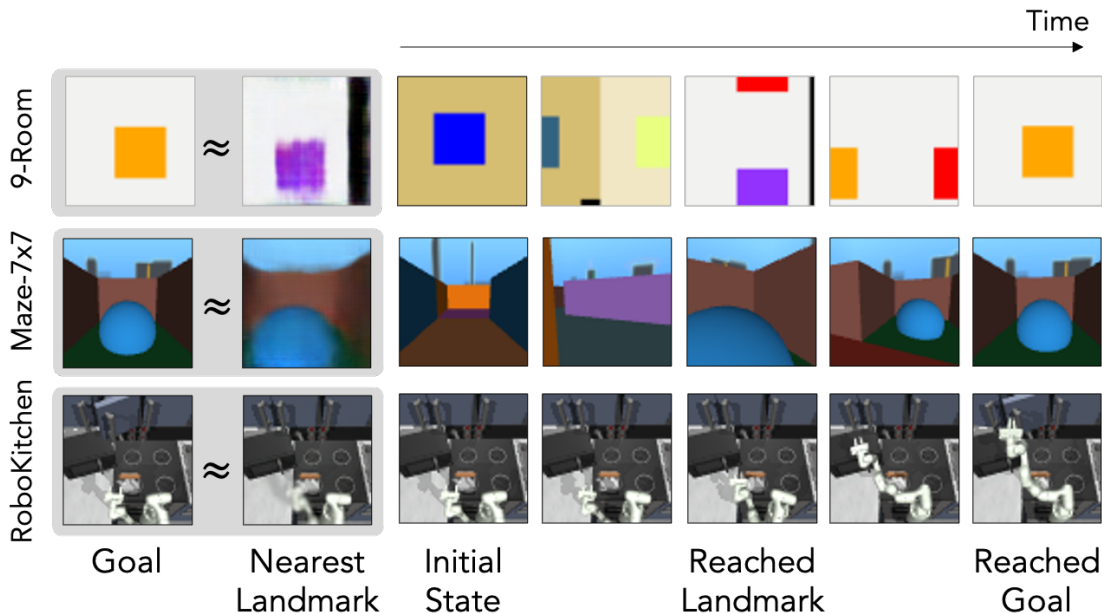 Time
9-Room
≈
Maze-7x7
≈
RoboKitchen
≈
Goal
Nearest
Landmark
Initial
State
Reached
Landmark
Reached
Goal